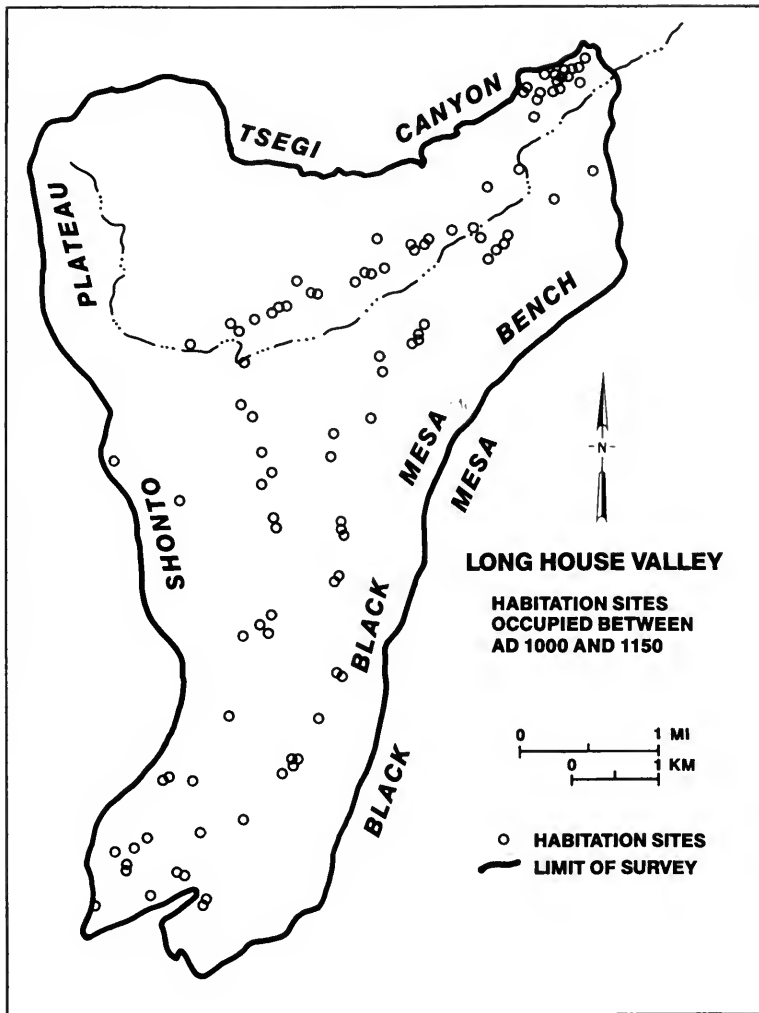 TSEGI CANYON
PLATEAU
SHONTO
MESA BENCH
BLACK
MESA
BLACK
-N-
LONG HOUSE VALLEY
HABITATION SITES
OCCUPIED BETWEEN
AD 1000 AND 1150
0 1 MI
0 1 KM
HABITATION SITES
LIMIT OF SURVEY